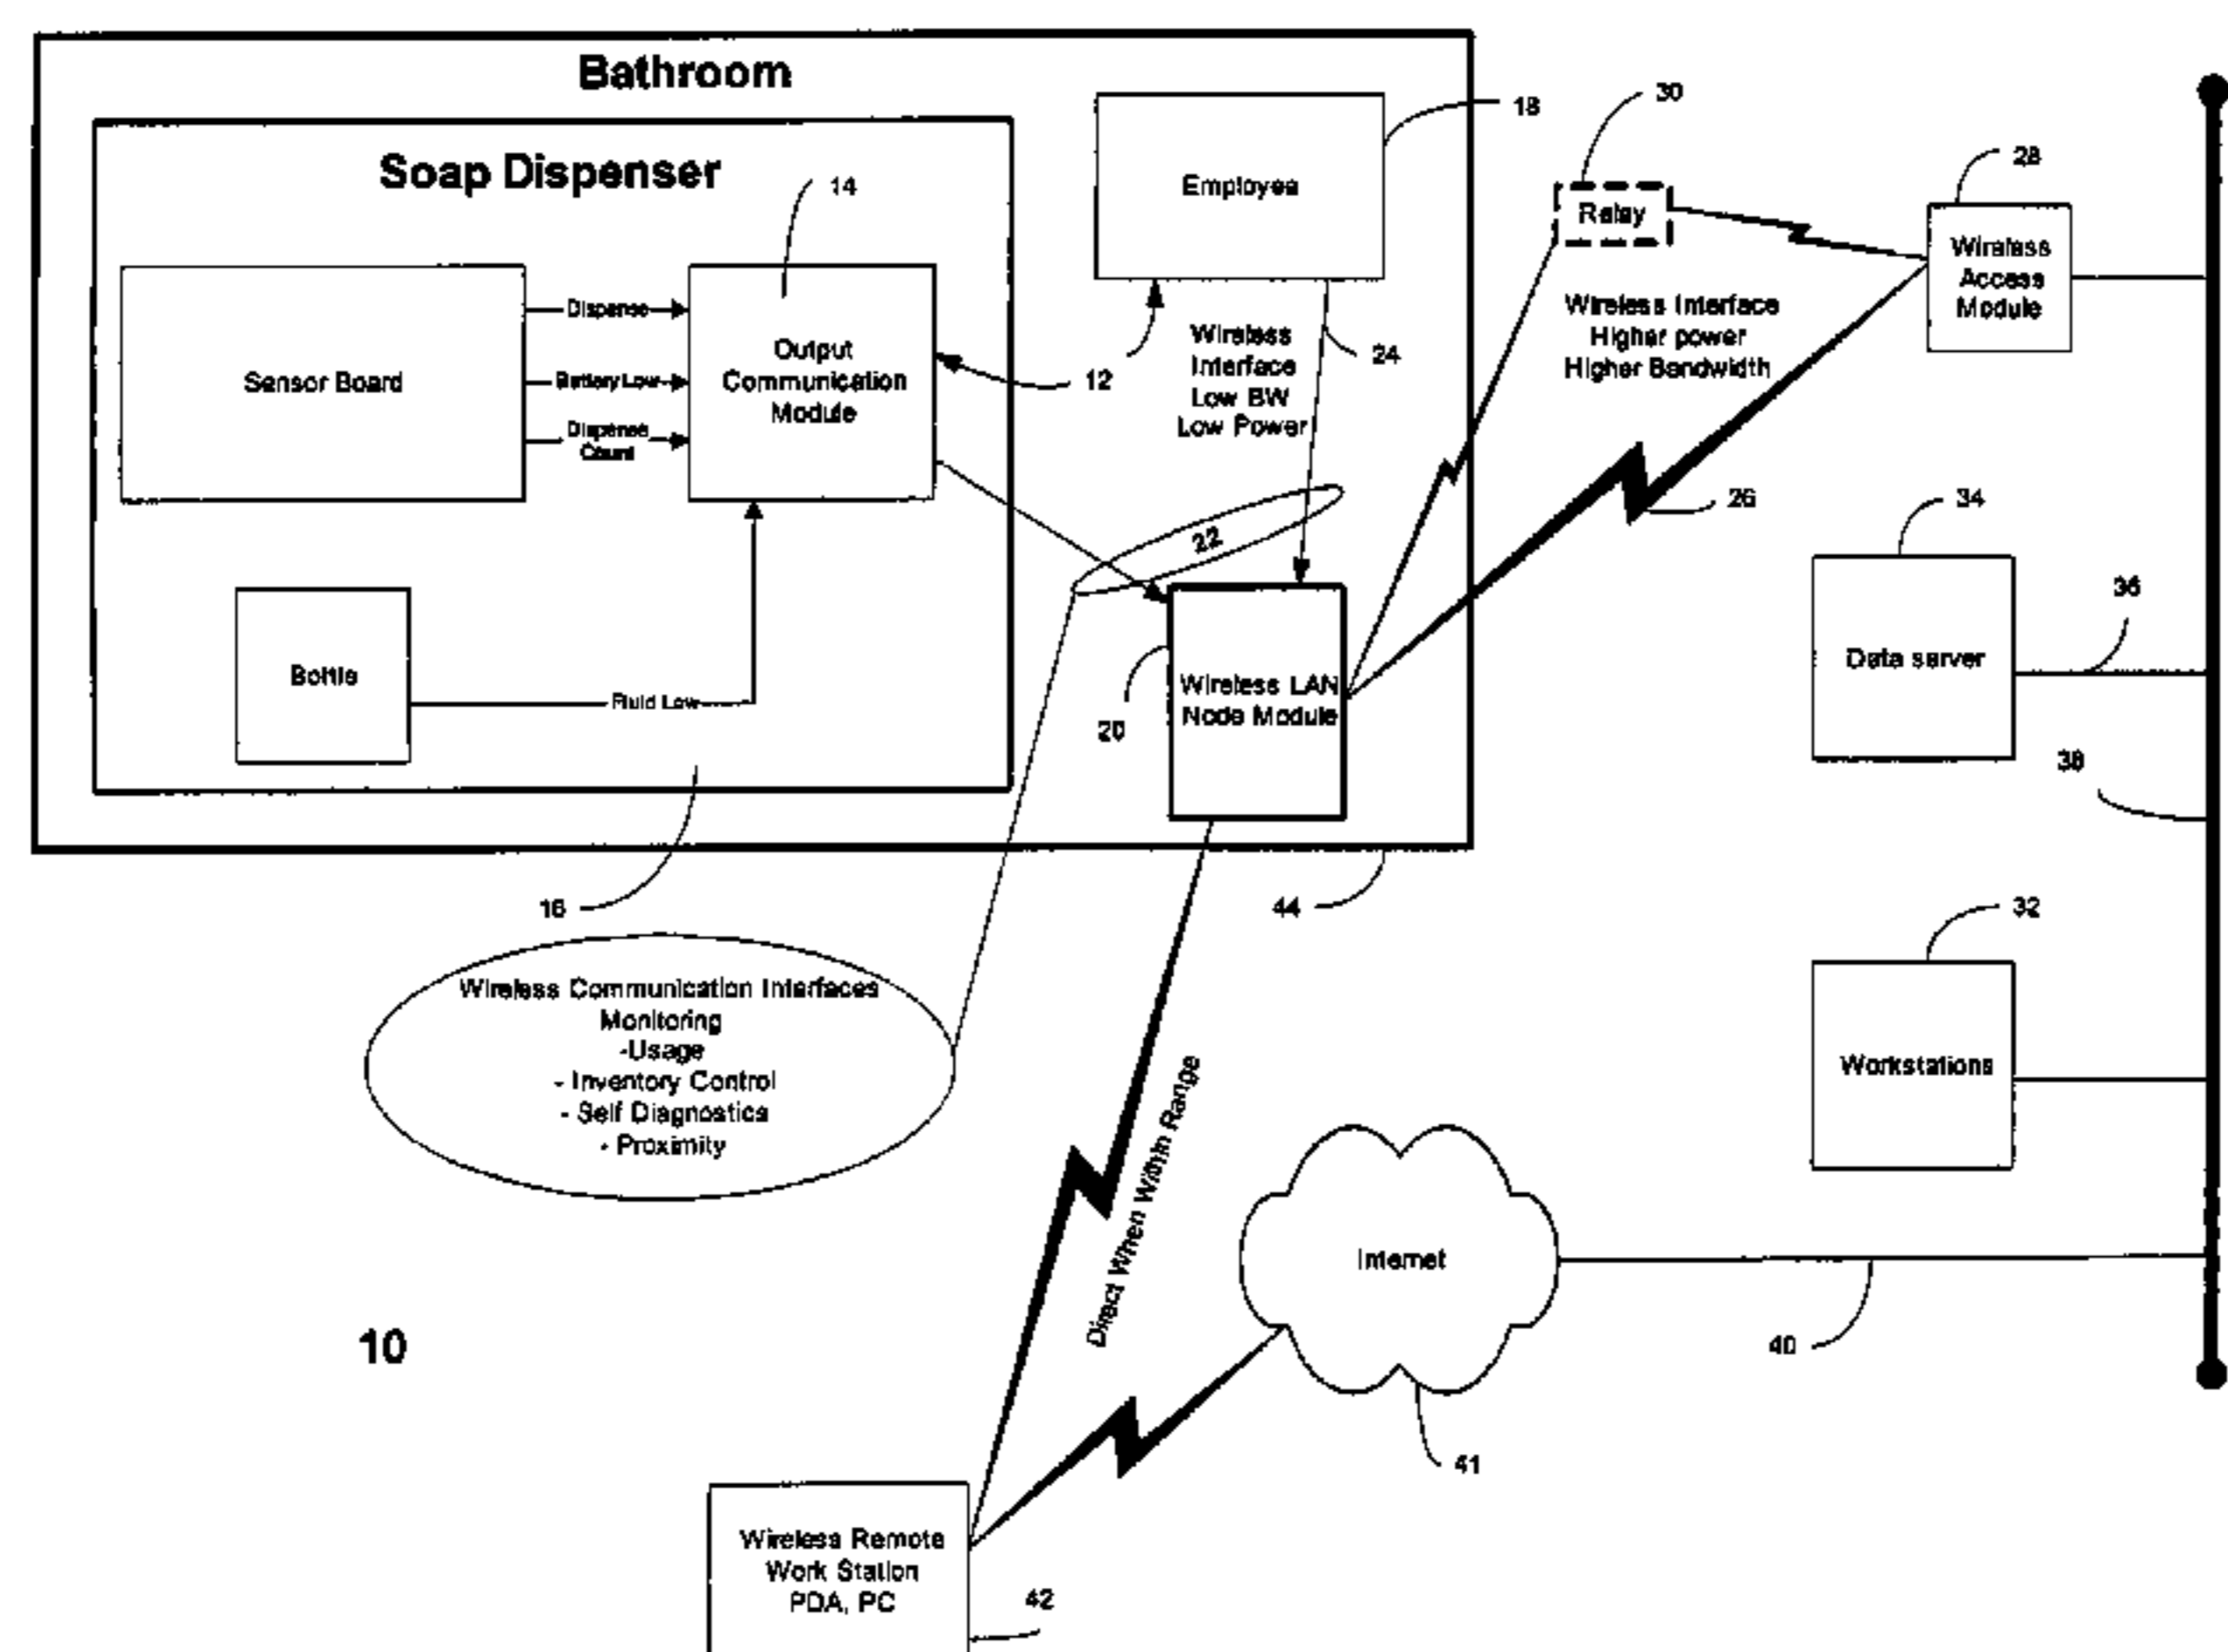 Bathroom
Soap Dispenser
14
Sensor Board
Dispense
Battery Low
Dispense
Count
Output
Communication
Module
Bottle
Fluid Low
16
Employee
18
12
Wireless
Interface
Low BW
Low Power
24
22
20
Wireless LAN
Node Module
44
30
Relay
Wireless Interface
Higher power
Higher Bandwidth
26
28
Wireless
Access
Module
34
Data server
36
38
32
Workstations
Wireless Communication Interfaces
Monitoring
-Usage
- Inventory Control
- Self Diagnostics
- Proximity
Direct When Within Range
Internet
40
41
10
Wireless Remote
Work Station
PDA, PC
42